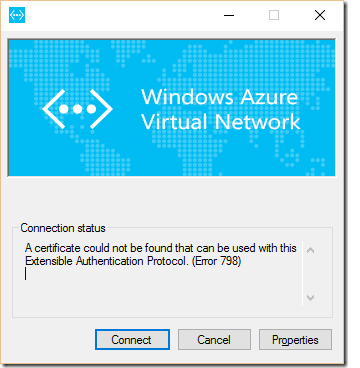 Windows Azure
Virtual Network
Connection status
A certificate could not be found that can be used with this
Extensible Authentication Protocol. (Error 798)
Connect
Cancel
Properties